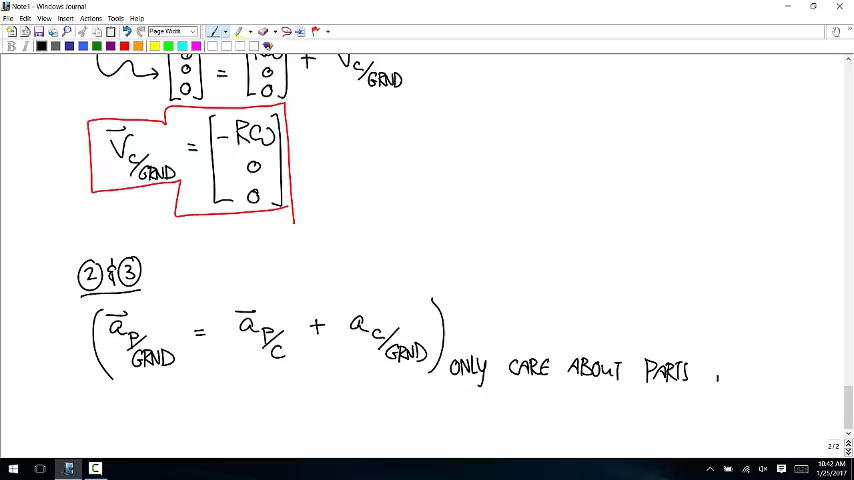 Note1 - Windows Journal
File Edit View Insert Actions Tools Help
Page Width
B I
[0 0] = [0 0] + V C/GRND
V⃗ C/GRND = [-Rω 0 0]
② & ③
(a⃗ P/GRND = a⃗ P/C + a C/GRND) ONLY CARE ABOUT PARTS
2/2
10:42 AM
1/25/2017